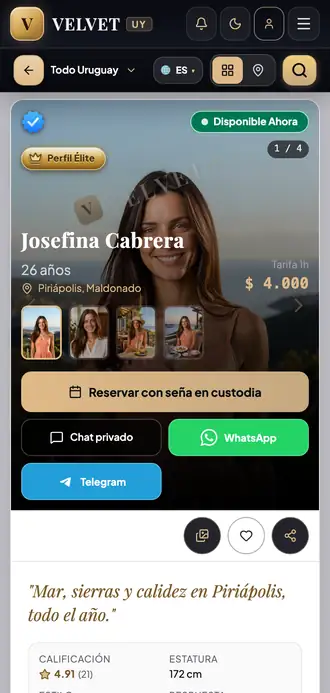 V VELVET UY
Todo Uruguay ES
Disponible Ahora
1 / 4
Perfil Élite
V VELVET
Josefina Cabrera
26 años
Tarifa 1h
Piriápolis, Maldonado
$ 4.000
Reservar con seña en custodia
Chat privado
WhatsApp
Telegram
"Mar, sierras y calidez en Piriápolis,
todo el año."
CALIFICACIÓN ESTATURA
4.91 (21) 172 cm